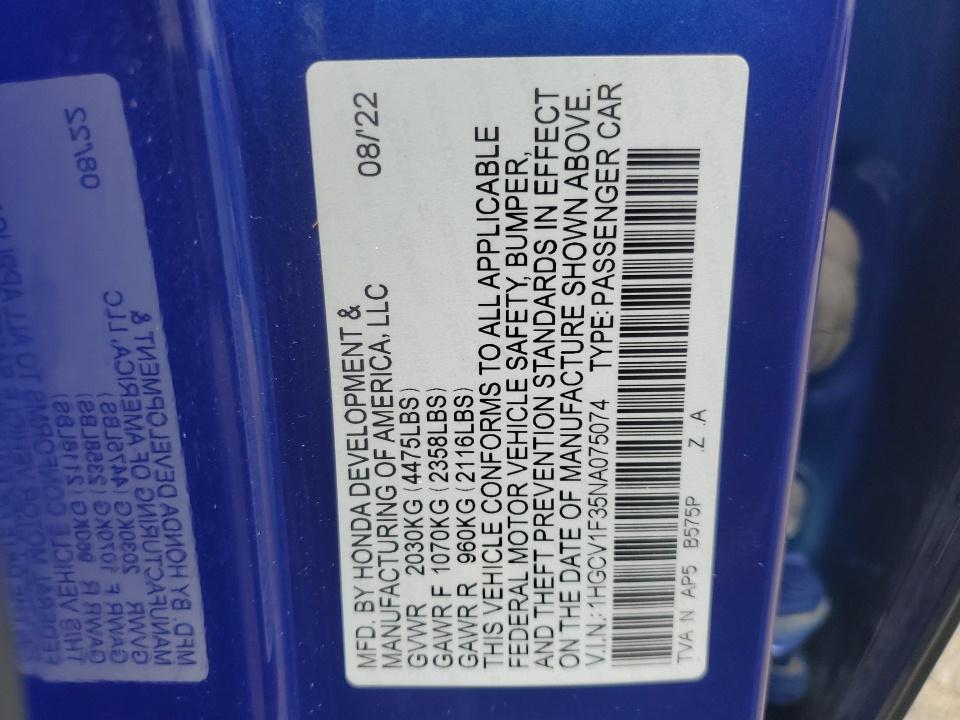 MFD. BY HONDA DEVELOPMENT & 08/'22
MANUFACTURING OF AMERICA, LLC
GVWR 2030KG (4475LBS)
GAWR F 1070KG (2358LBS)
GAWR R 960KG (2116LBS)
THIS VEHICLE CONFORMS TO ALL APPLICABLE
FEDERAL MOTOR VEHICLE SAFETY, BUMPER,
AND THEFT PREVENTION STANDARDS IN EFFECT
ON THE DATE OF MANUFACTURE SHOWN ABOVE.
V.I.N.: 1HGCV1F35NA075074 TYPE: PASSENGER CAR
TVA N AP5 B575P .Z .A